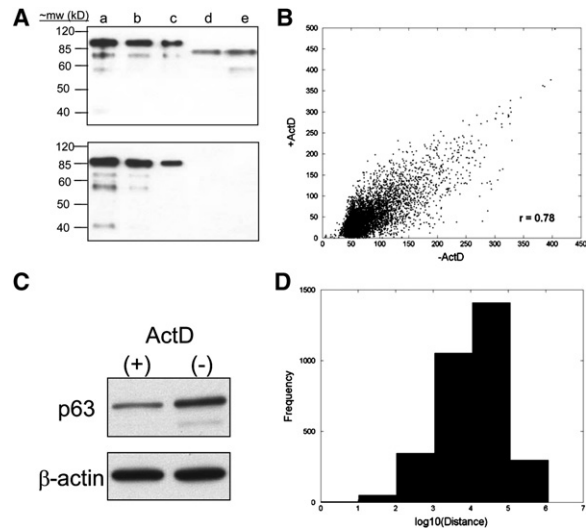 A
~mw (kD) a b c d e
120
85
60
50
40
120
85
60
40
B
+ActD
500
450
400
350
300
250
200
150
100
50
0
0 50 100 150 200 250 300 350 400 450
r = 0.78
-ActD
C
ActD
(+) (-)
p63
β-actin
D
Frequency
1500
1000
500
0
0 1 2 3 4 5 6 7
log10(Distance)